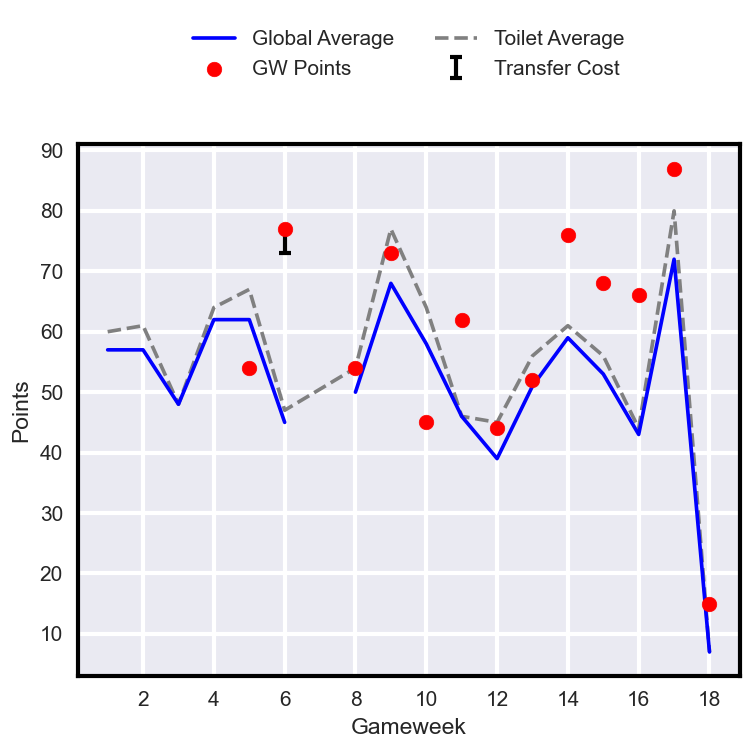 Global Average
GW Points
Toilet Average
Transfer Cost
90
80
70
60
50
40
30
20
10
Points
2 4 6 8 10 12 14 16 18
Gameweek